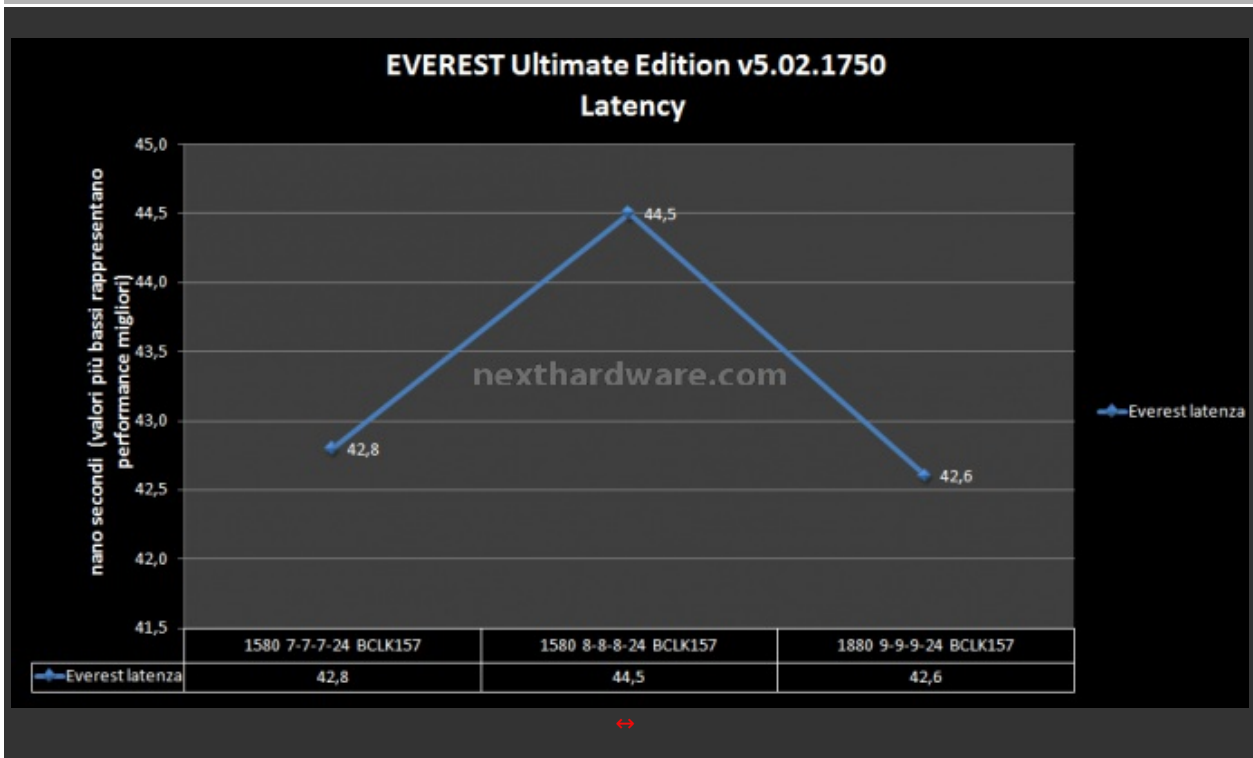 EVEREST Ultimate Edition v5.02.1750
Latency
nano secondi (valori più bassi rappresentano
performance migliori)
45,0
44,5
44,0
43,5
43,0
42,5
42,0
41,5
42,8
44,5
42,6
nexthardware.com
Everest latenza
1580 7-7-7-24 BCLK157 1580 8-8-8-24 BCLK157 1880 9-9-9-24 BCLK157
Everest latenza 42,8 44,5 42,6